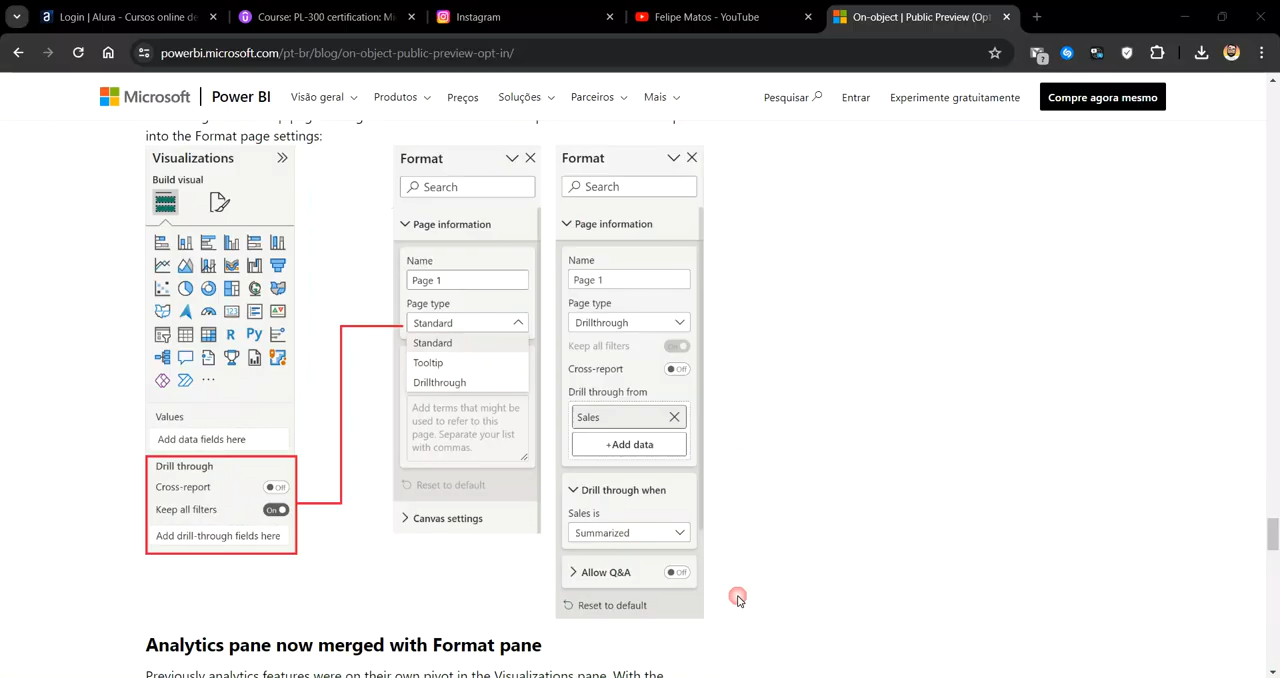 Login | Alura - Cursos online de
Course: PL-300 certification: Mi
Instagram
Felipe Matos - YouTube
On-object | Public Preview (Opt
powerbi.microsoft.com/pt-br/blog/on-object-public-preview-opt-in/
Microsoft | Power BI
Visão geral
Produtos
Preços
Soluções
Parceiros
Mais
Pesquisar
Entrar
Experimente gratuitamente
Compre agora mesmo
into the Format page settings:
Visualizations
Build visual
123
R
Py
Values
Add data fields here
Drill through
Cross-report
Off
Keep all filters
On
Add drill-through fields here
Format
Search
Page information
Name
Page 1
Page type
Standard
Standard
Tooltip
Drillthrough
Add terms that might be
used to refer to this
page. Separate your list
with commas.
Reset to default
Canvas settings
Format
Search
Page information
Name
Page 1
Page type
Drillthrough
Keep all filters
On
Cross-report
Off
Drill through from
Sales
+Add data
Drill through when
Sales is
Summarized
Allow Q&A
Off
Reset to default
Analytics pane now merged with Format pane
Previously analytics features were on their own pivot in the Visualizations pane. With the